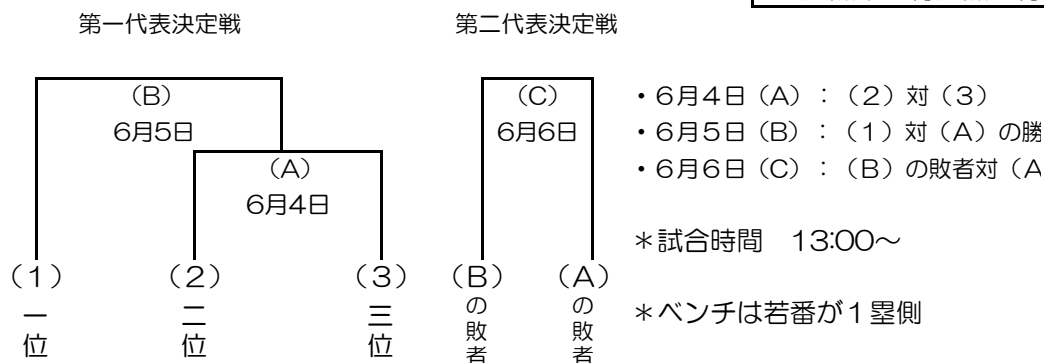 第一代表決定戦
第二代表決定戦
(B)
6月5日
(A)
6月4日
(1)
一位
(2)
二位
(3)
三位
(C)
6月6日
(B)
の敗者
(A)
の敗者
・6月4日(A):(2)対(3)
・6月5日(B):(1)対(A)の勝
・6月6日(C):(B)の敗者対(A
*試合時間 13:00～
*ベンチは若番が1塁側